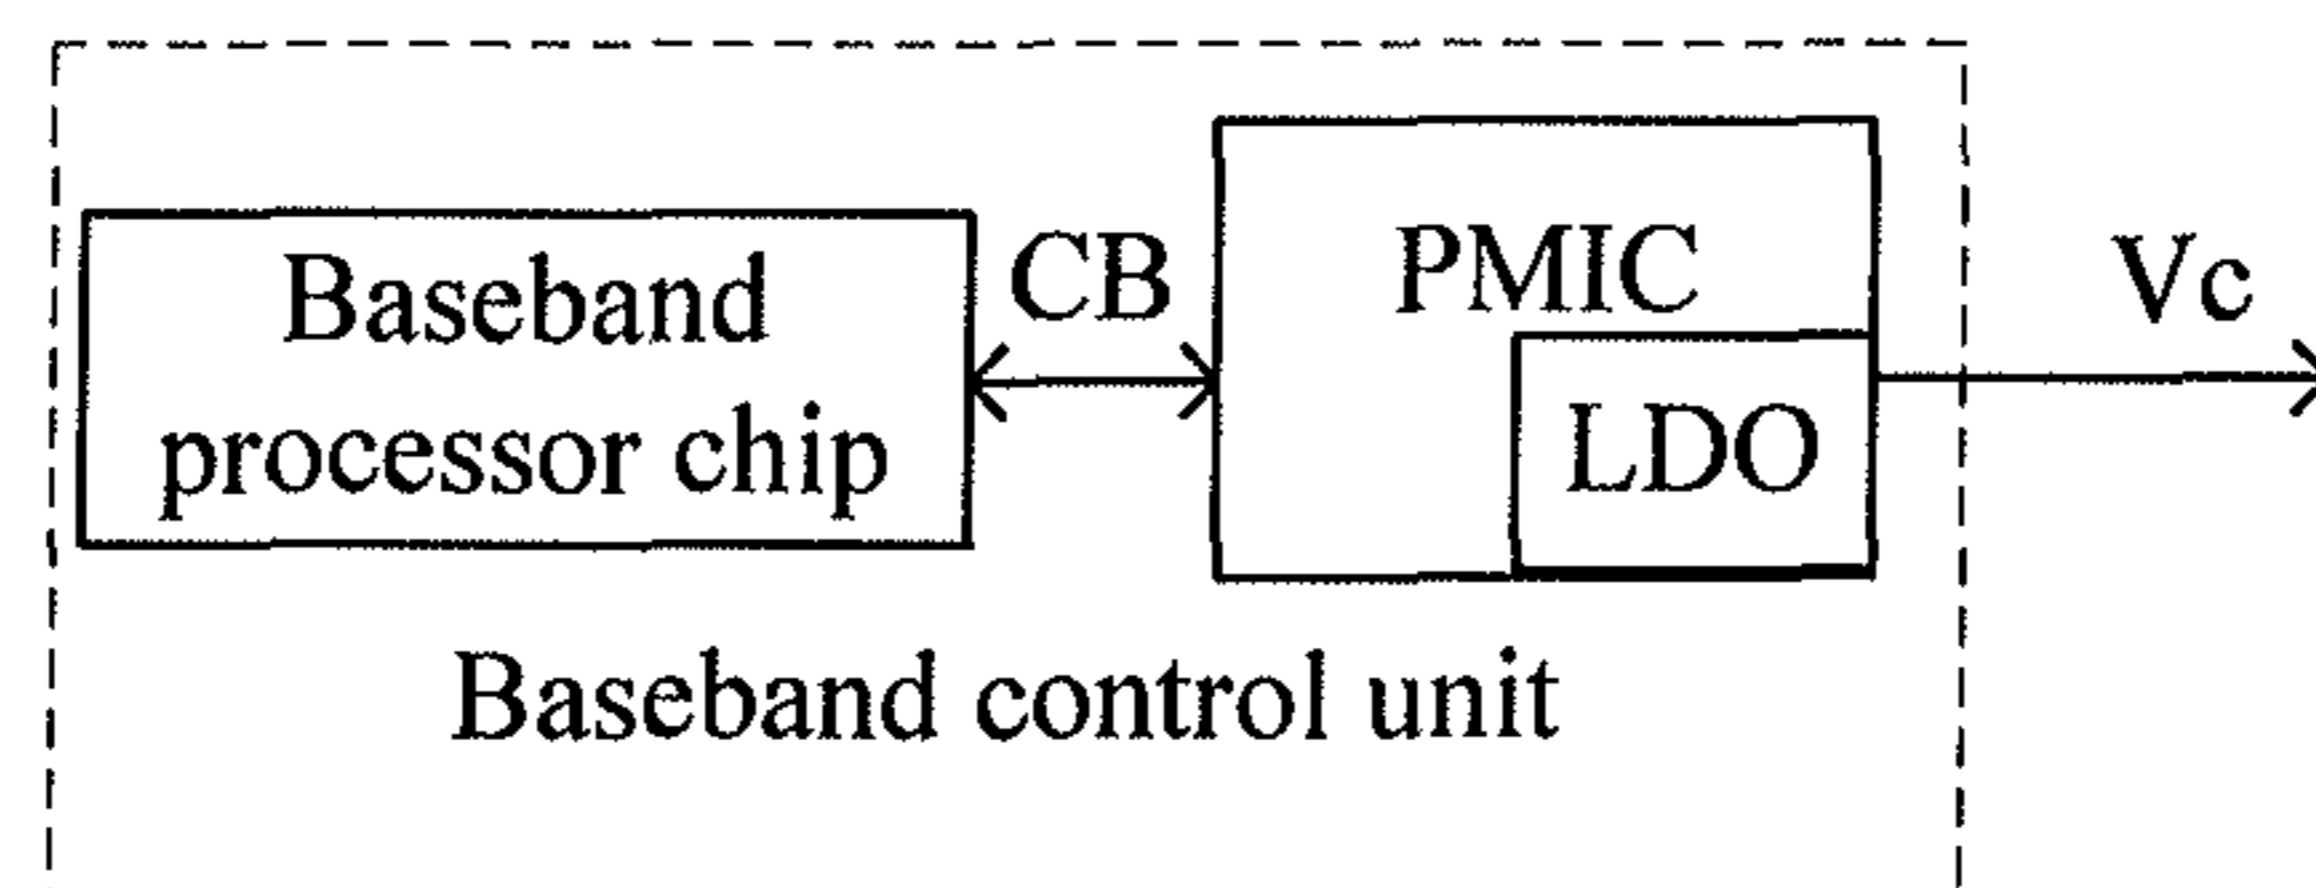 Baseband
processor chip
CB
PMIC
LDO
Vc
Baseband control unit